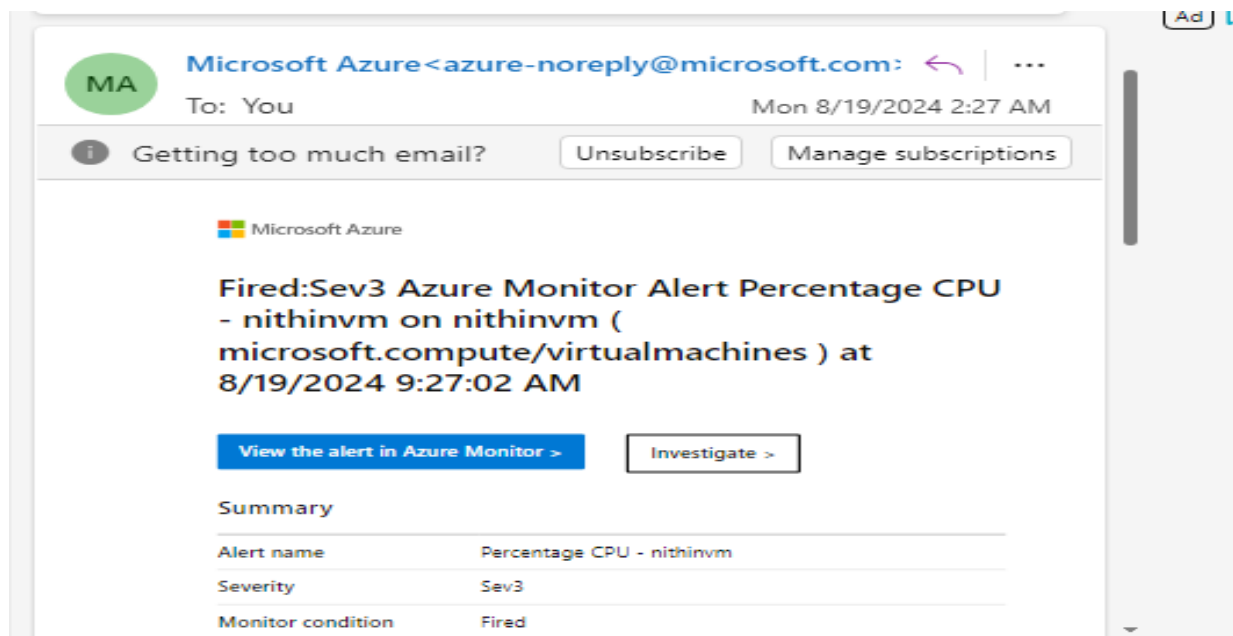 Ad
MA
Microsoft Azure<azure-noreply@microsoft.com>
To: You
Mon 8/19/2024 2:27 AM
Getting too much email?
Unsubscribe
Manage subscriptions
Microsoft Azure
Fired:Sev3 Azure Monitor Alert Percentage CPU
- nithinvm on nithinvm (
microsoft.compute/virtualmachines ) at
8/19/2024 9:27:02 AM
View the alert in Azure Monitor >
Investigate >
Summary
Alert name Percentage CPU - nithinvm
Severity Sev3
Monitor condition Fired